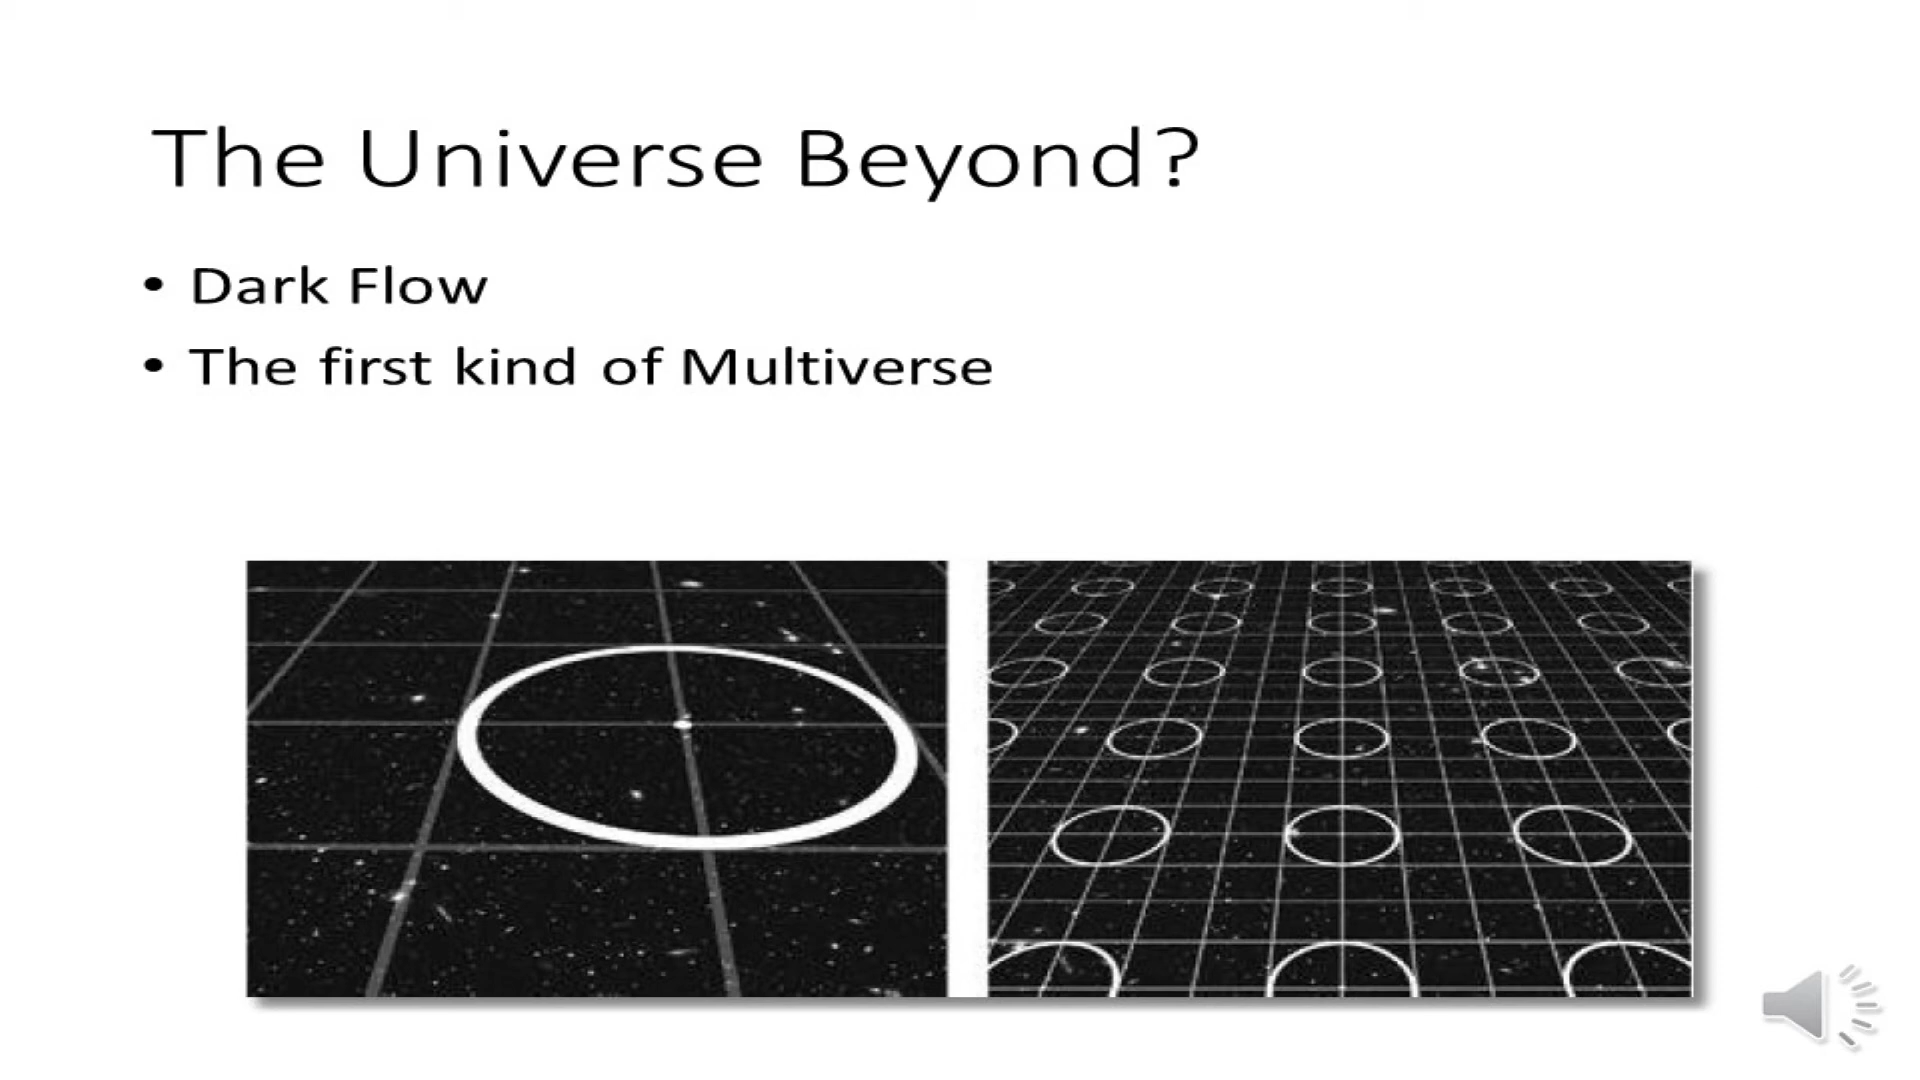 The Universe Beyond?
• Dark Flow
• The first kind of Multiverse